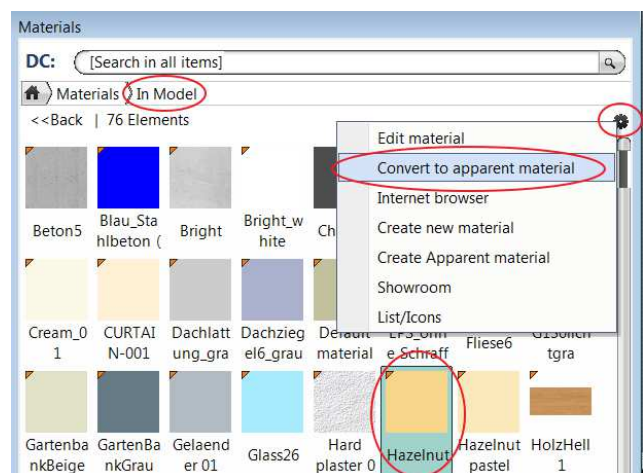 Materials
DC: [Search in all items]
Materials In Model
<<Back | 76 Elements
Edit material
Convert to apparent material
Internet browser
Create new material
Create Apparent material
Showroom
List/Icons
Beton5 Blau_Sta Bright Bright_w Ch
hlbeton ( hite
Cream_0 CURTAI Dachlatt Dachzieg Default Fliese6
1 N-001 ung_gra el6_grau material e Schraff tgra
Gartenba GartenBa Gelaend Glass26 Hard Hazelnut Hazelnut HolzHell
nkBeige nkGrau er 01 plaster 0 pastel 1